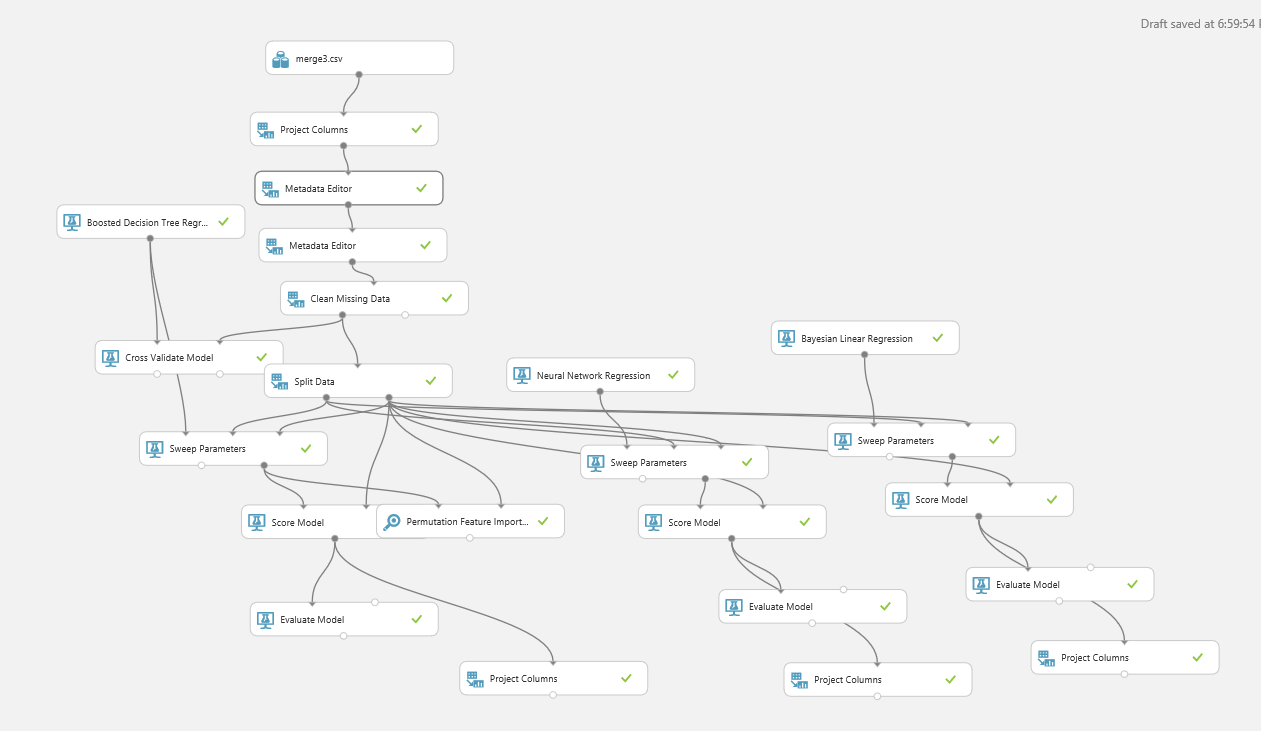 Draft saved at 6:59:54
merge3.csv
Project Columns
Metadata Editor
Boosted Decision Tree Regr...
Metadata Editor
Clean Missing Data
Cross Validate Model
Split Data
Neural Network Regression
Bayesian Linear Regression
Sweep Parameters
Sweep Parameters
Sweep Parameters
Score Model
Permutation Feature Import...
Score Model
Score Model
Evaluate Model
Evaluate Model
Evaluate Model
Project Columns
Project Columns
Project Columns